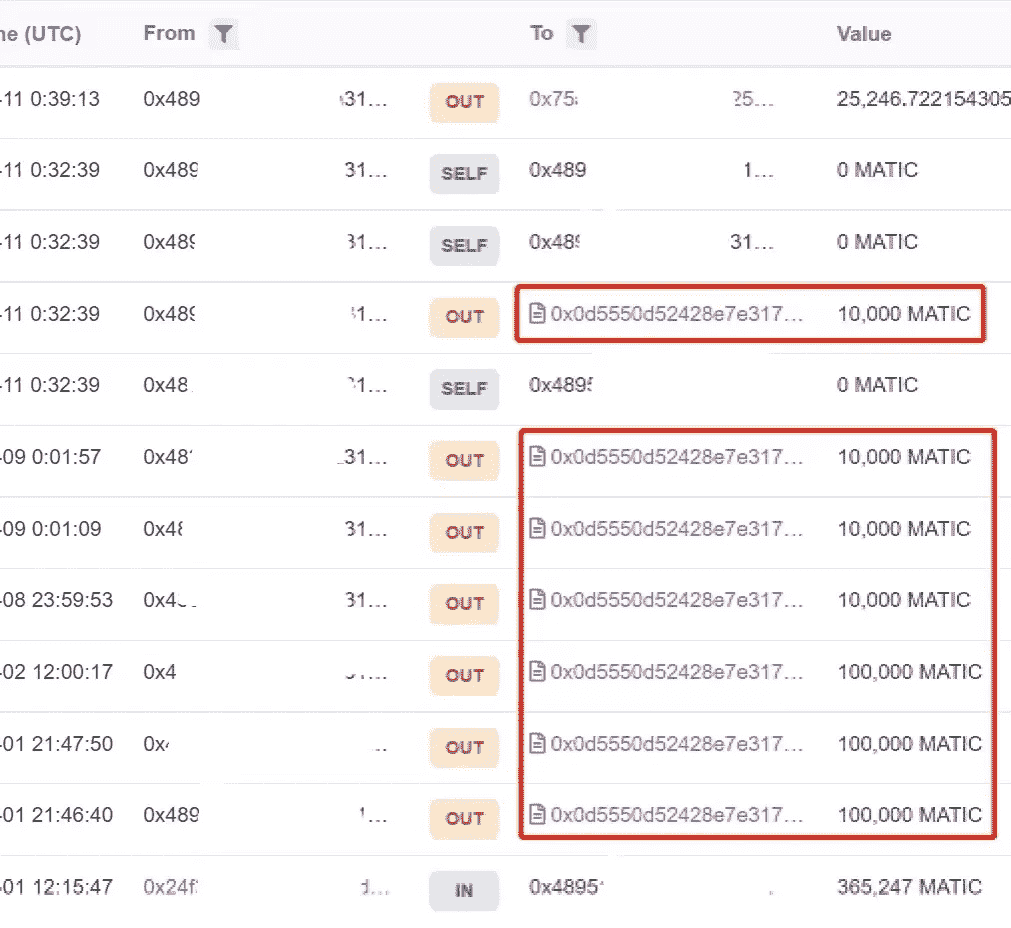 ne (UTC) From To Value
-11 0:39:13 0x489 31... OUT 0x75 25... 25,246.722154305
-11 0:32:39 0x489 31... SELF 0x489 1... 0 MATIC
-11 0:32:39 0x489 31... SELF 0x489 31... 0 MATIC
-11 0:32:39 0x489 1... OUT 0x0d5550d52428e7e317... 10,000 MATIC
-11 0:32:39 0x48 1... SELF 0x4895 0 MATIC
-09 0:01:57 0x48 31... OUT 0x0d5550d52428e7e317... 10,000 MATIC
-09 0:01:09 0x48 31... OUT 0x0d5550d52428e7e317... 10,000 MATIC
-08 23:59:53 0x4 31... OUT 0x0d5550d52428e7e317... 10,000 MATIC
-02 12:00:17 0x4 ... OUT 0x0d5550d52428e7e317... 100,000 MATIC
-01 21:47:50 0x ... OUT 0x0d5550d52428e7e317... 100,000 MATIC
-01 21:46:40 0x489 ... OUT 0x0d5550d52428e7e317... 100,000 MATIC
-01 12:15:47 0x24f ... IN 0x4895 365,247 MATIC